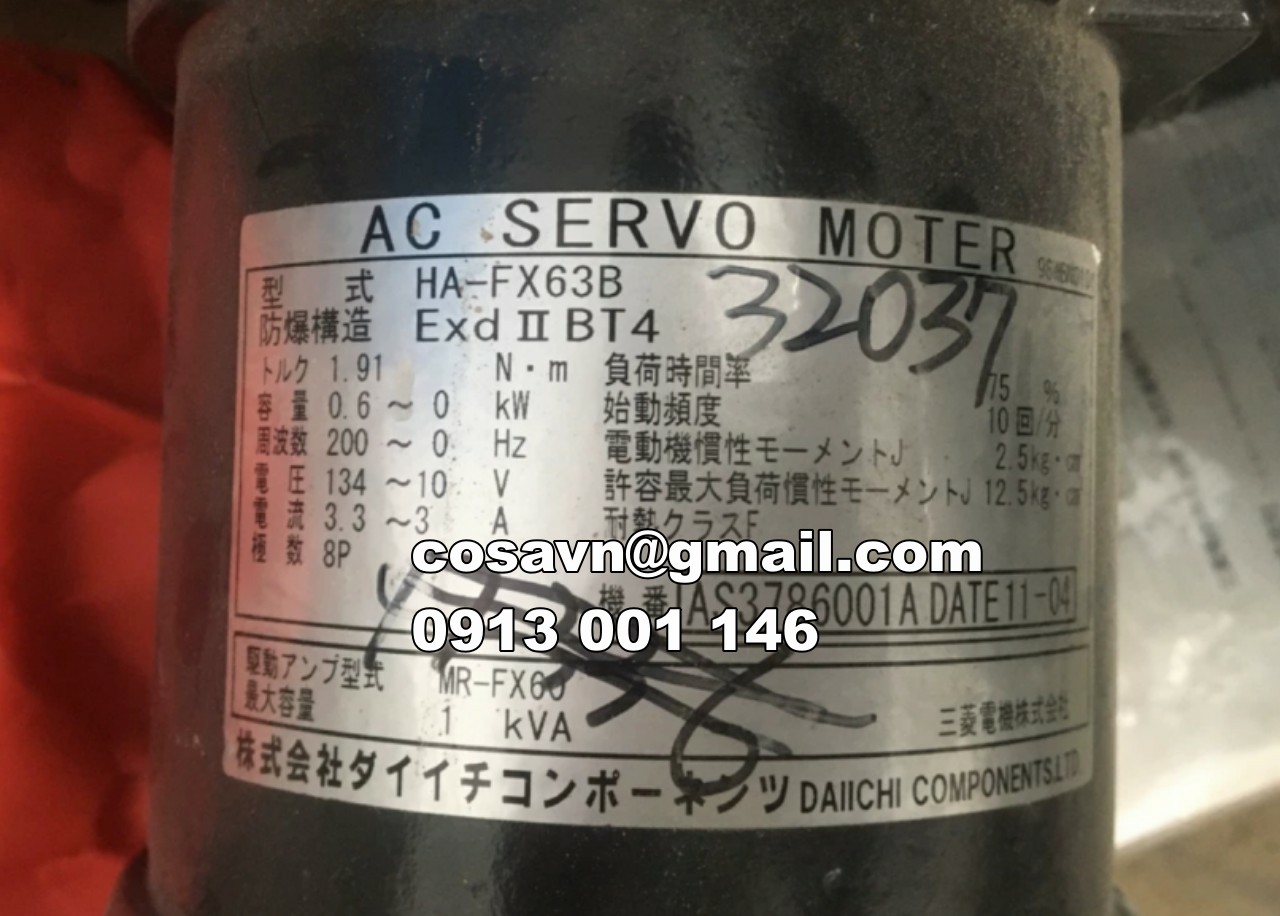 AC SERVO MOTER
型 式 HA-FX63B
32037
防爆構造 Exd II BT4
トルク 1.91 N・m 負荷時間率 75 %
容量 0.6 ～ 0 kW 始動頻度 10 回/分
周波数 200 ～ 0 Hz 電動機慣性モーメントJ 2.5kg・
電圧 134 ～10 V 許容最大負荷慣性モーメントJ 12.5kg・
電流 3.3 ～3 A 耐熱クラスF
極数 8P
cosavn@gmail.com
機番 IAS3786001A DATE11-04
0913 001 146
駆動アンプ型式 MR-FX60
最大容量 1 kVA 三菱電機株式会社
株式会社ダイイチコンポーネンツ DAIICHI COMPONENTS.LTD.